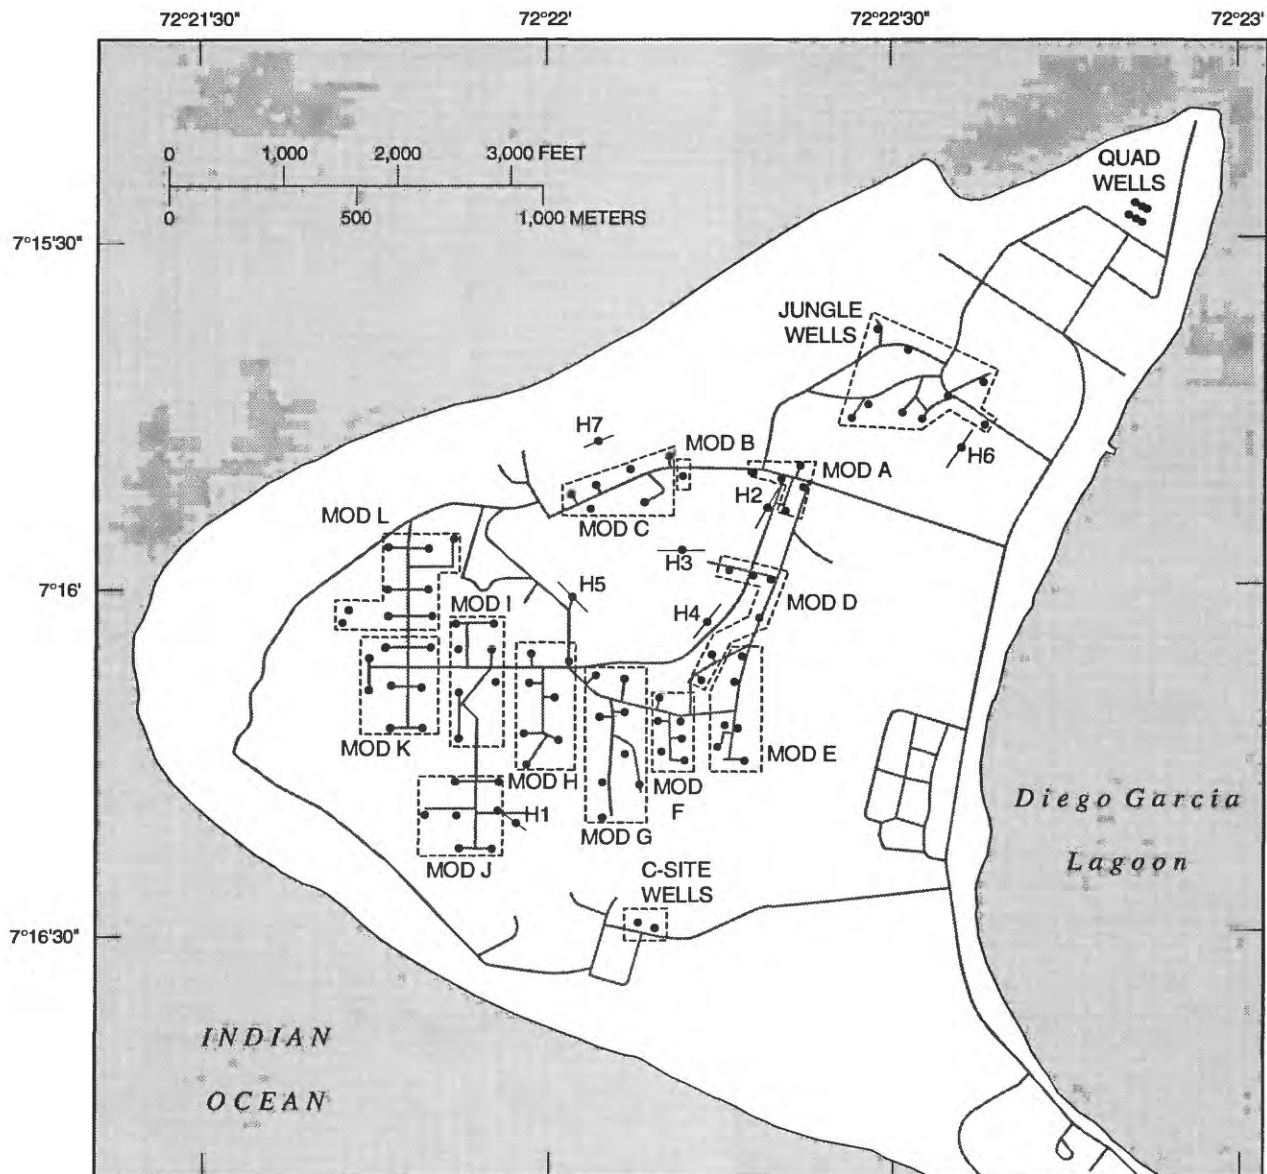 72°21'30" 72°22' 72°22'30" 72°23'
0 1,000 2,000 3,000 FEET
0 500 1,000 METERS
QUAD
WELLS
7°15'30"
JUNGLE
WELLS
H7
MOD B
MOD A
H6
H2
MOD C
MOD L
H3
7°16'
H5
MOD I
MOD D
H4
MOD K
MOD H
MOD E
MOD
F
Diego Garcia
H1
MOD G
Lagoon
MOD J
C-SITE
WELLS
7°16'30"
INDIAN
OCEAN